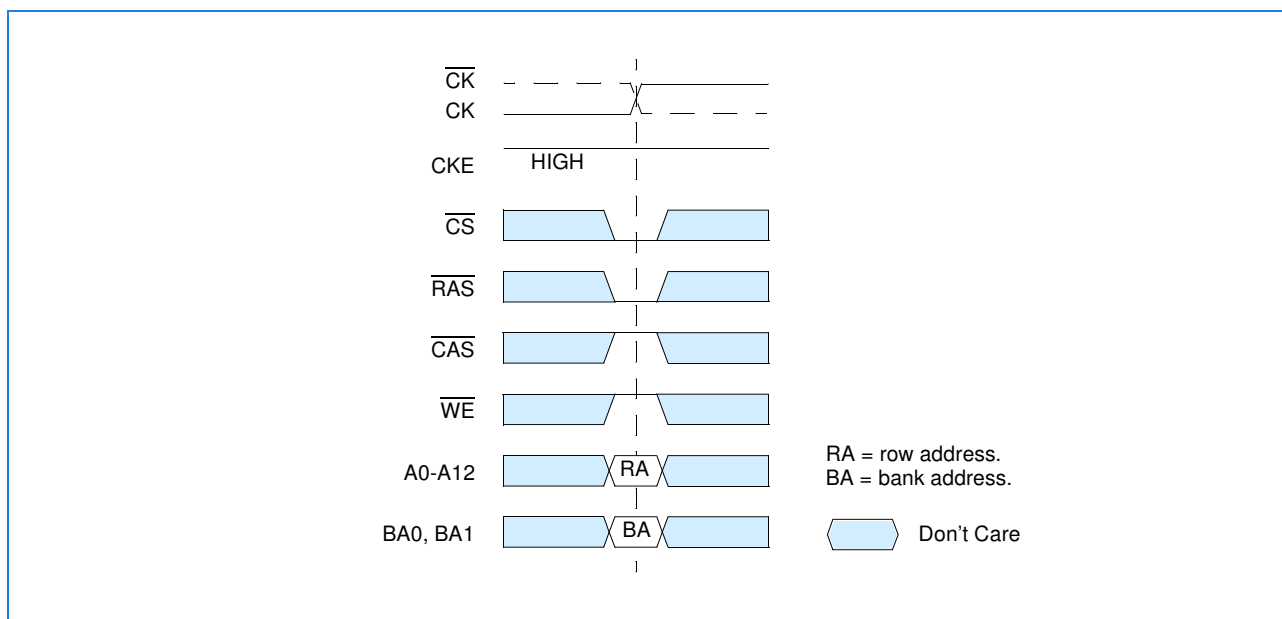 CK
CK
CKE HIGH
CS
RAS
CAS
WE
A0-A12 RA
RA = row address.
BA = bank address.
BA0, BA1 BA
Don't Care